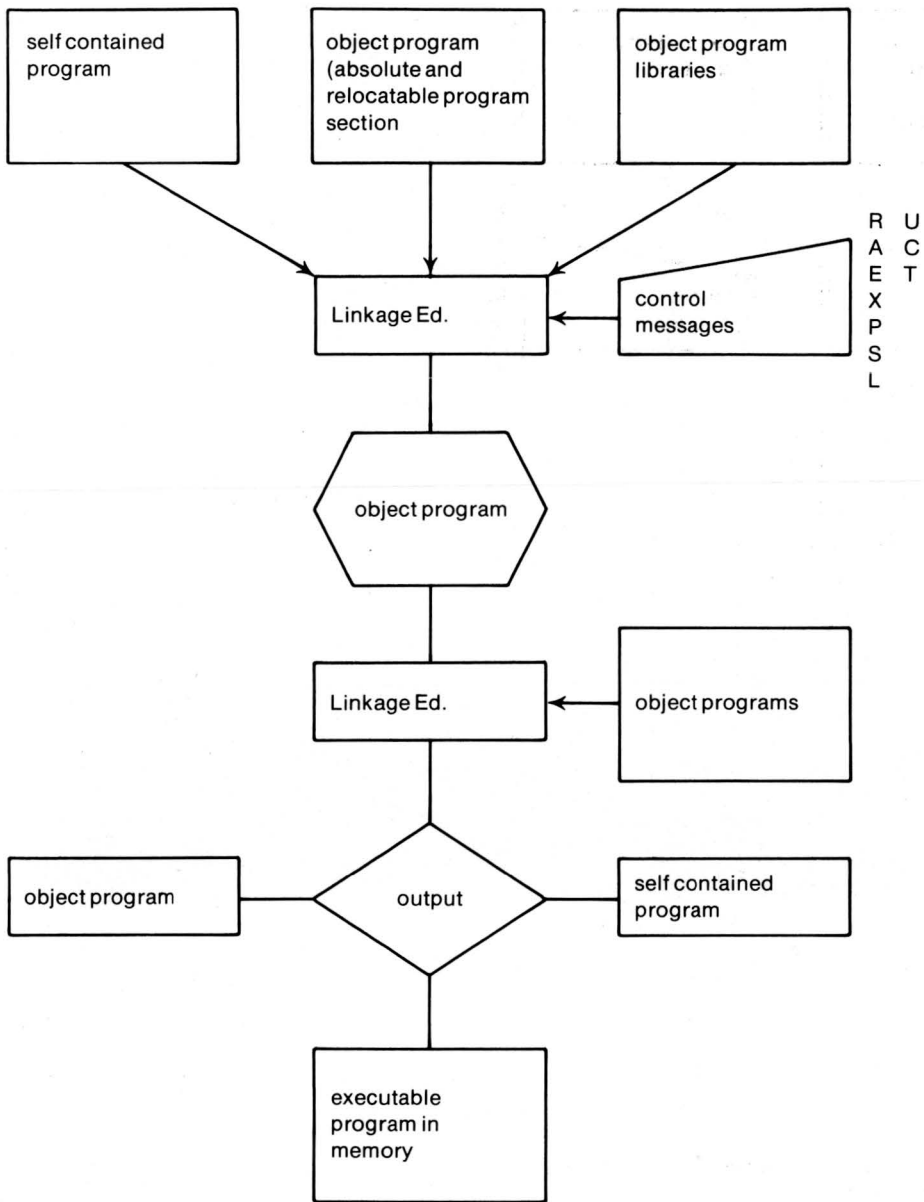 self contained
program
object program
(absolute and
relocatable program
section
object program
libraries
Linkage Ed.
control
messages
R U
A C
E T
X
P
S
L
object program
Linkage Ed.
object programs
object program
output
self contained
program
executable
program in
memory